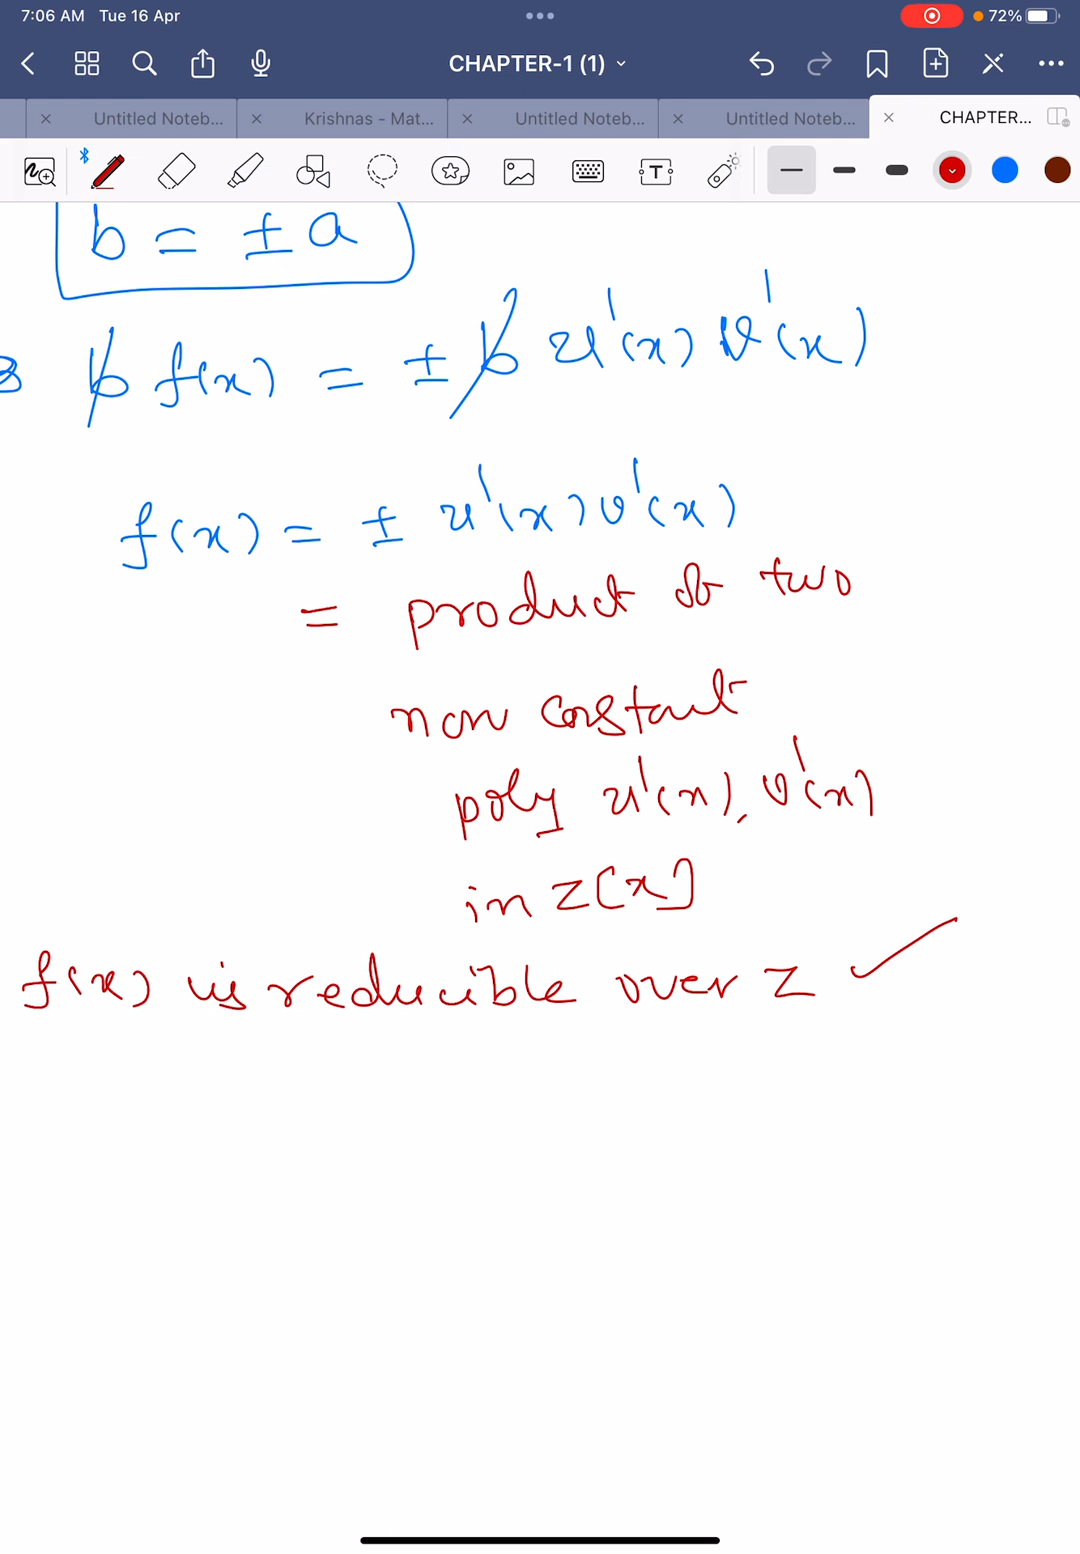 7:06 AM Tue 16 Apr
72%
CHAPTER-1 (1)
Untitled Noteb...
Krishnas - Mat...
Untitled Noteb...
Untitled Noteb...
CHAPTER...
b = ±a
b f(x) = ± b u'(x) v'(x)
f(x) = ± u'(x) v'(x)
= product of two
non constant
poly u'(x), v'(x)
in Z[x]
f(x) is reducible over Z ✓